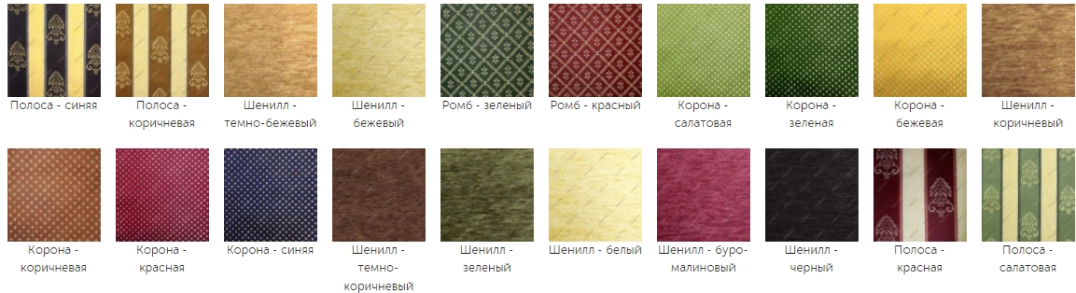 Полоса - синяя
Полоса -
коричневая
Шенилл -
темно-бежевый
Шенилл -
бежевый
Ромб - зеленый
Ромб - красный
Корона -
салатовая
Корона -
зеленая
Корона -
бежевая
Шенилл -
коричневый
Корона -
коричневая
Корона -
красная
Корона - синяя
Шенилл -
темно-
коричневый
Шенилл -
зеленый
Шенилл - белый
Шенилл - буро-
малиновый
Шенилл -
черный
Полоса -
красная
Полоса -
салатовая